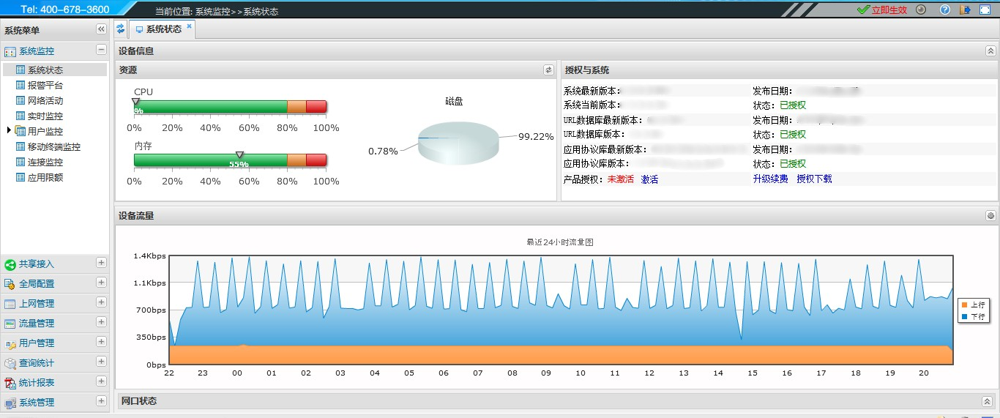 Tel: 400-678-3600
当前位置: 系统监控>>系统状态
立即生效
系统菜单
系统状态
系统监控
系统状态
报警平台
网络活动
实时监控
用户监控
移动终端监控
连接监控
应用限额
共享接入
全局配置
上网管理
流量管理
用户管理
查询统计
统计报表
系统管理
设备信息
资源
CPU
%
0% 20% 40% 60% 80% 100%
内存
55%
0% 20% 40% 60% 80% 100%
磁盘
0.78%
99.22%
授权与系统
系统最新版本: 发布日期:
系统当前版本: 状态: 已授权
URL数据库最新版本: 发布日期:
URL数据库版本: 状态: 已授权
应用协议库最新版本: 发布日期:
应用协议库版本: 状态: 已授权
产品授权: 未激活 激活 升级续费 授权下载
设备流量
最近24小时流量图
1.4Kbps
1.1Kbps
700bps
350bps
0bps
22 23 00 01 02 03 04 05 06 07 08 09 10 11 12 13 14 15 16 17 18 19 20
上行
下行
网口状态